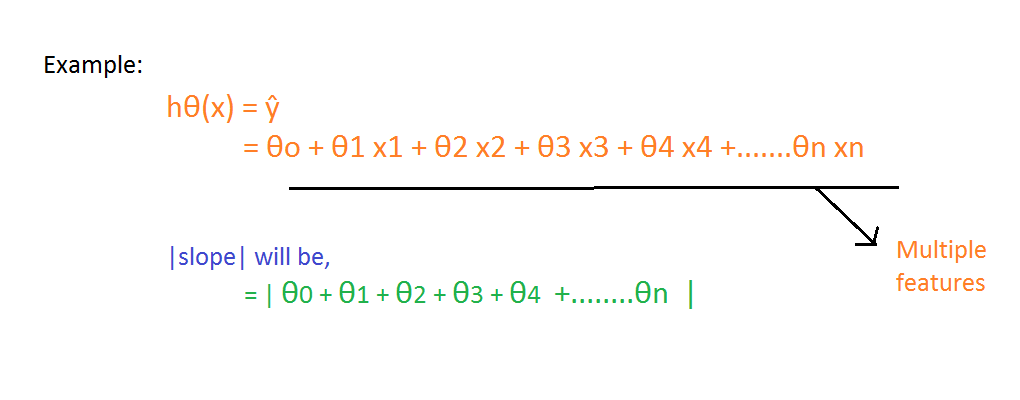 Example:
hθ(x) = ŷ
= θo + θ1 x1 + θ2 x2 + θ3 x3 + θ4 x4 +.......θn xn
Multiple
features
|slope| will be,
= | θ0 + θ1 + θ2 + θ3 + θ4 +........θn |